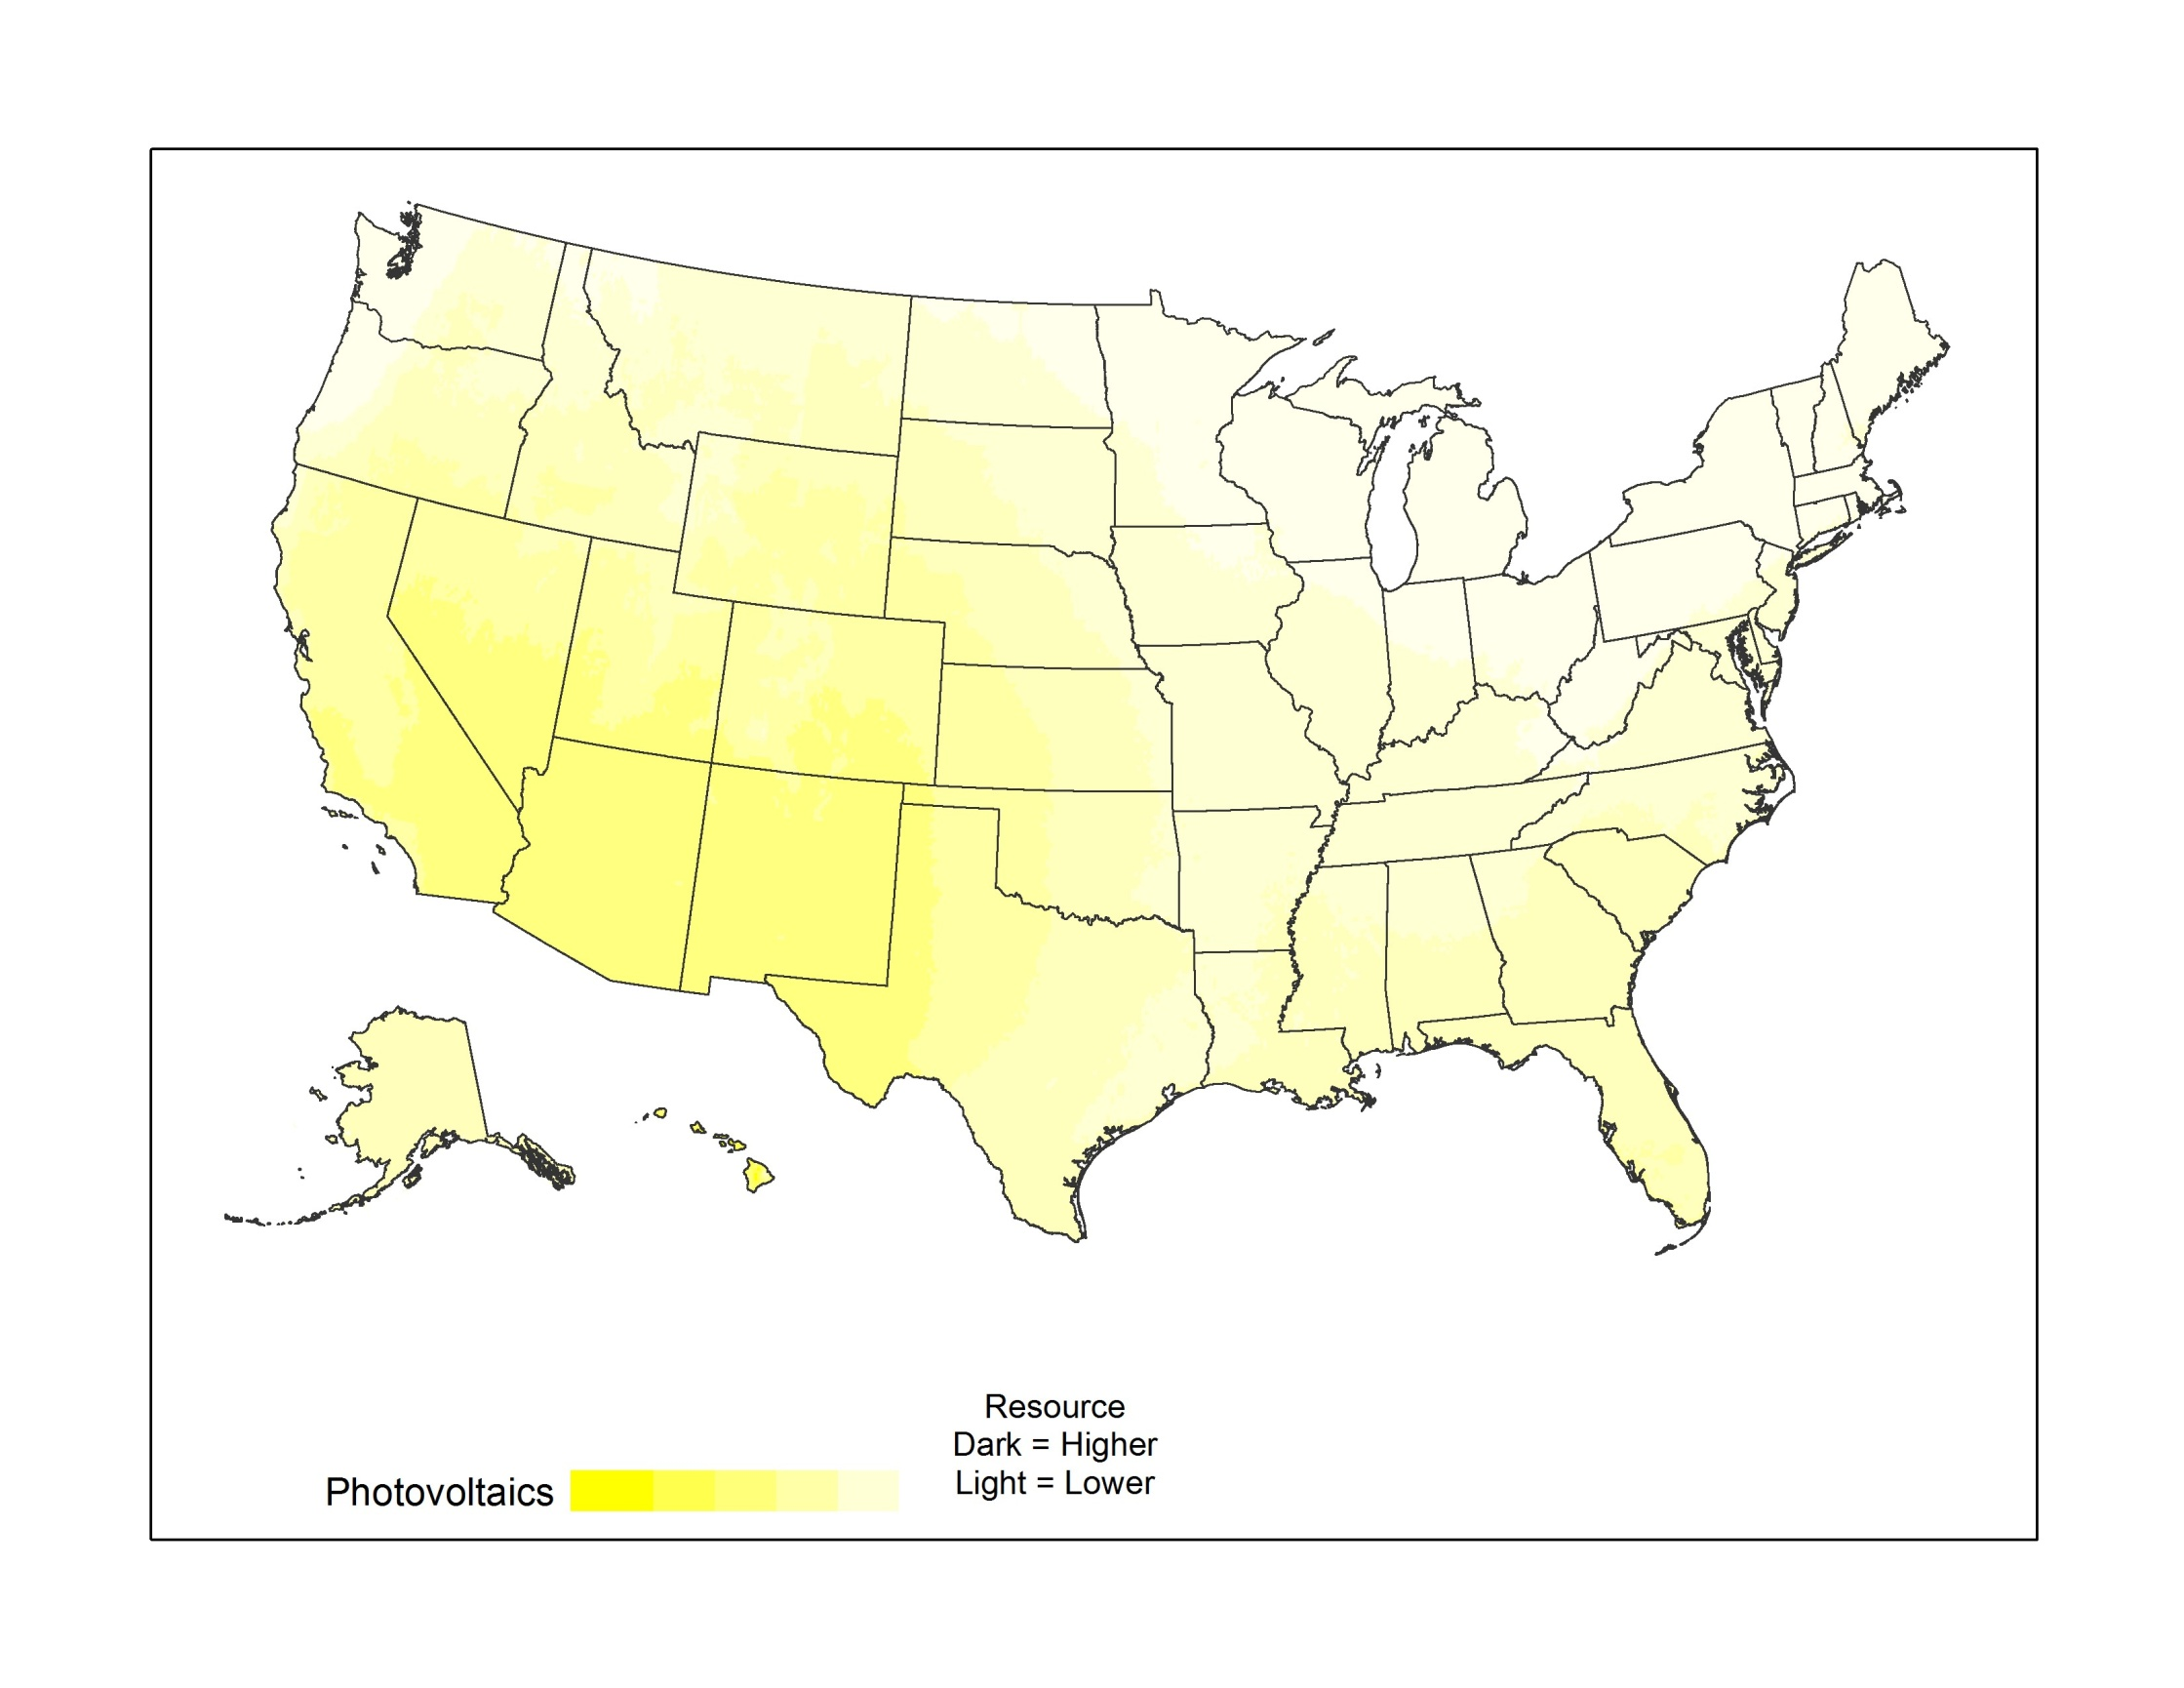 Resource
Dark = Higher
Light = Lower
Photovoltaics